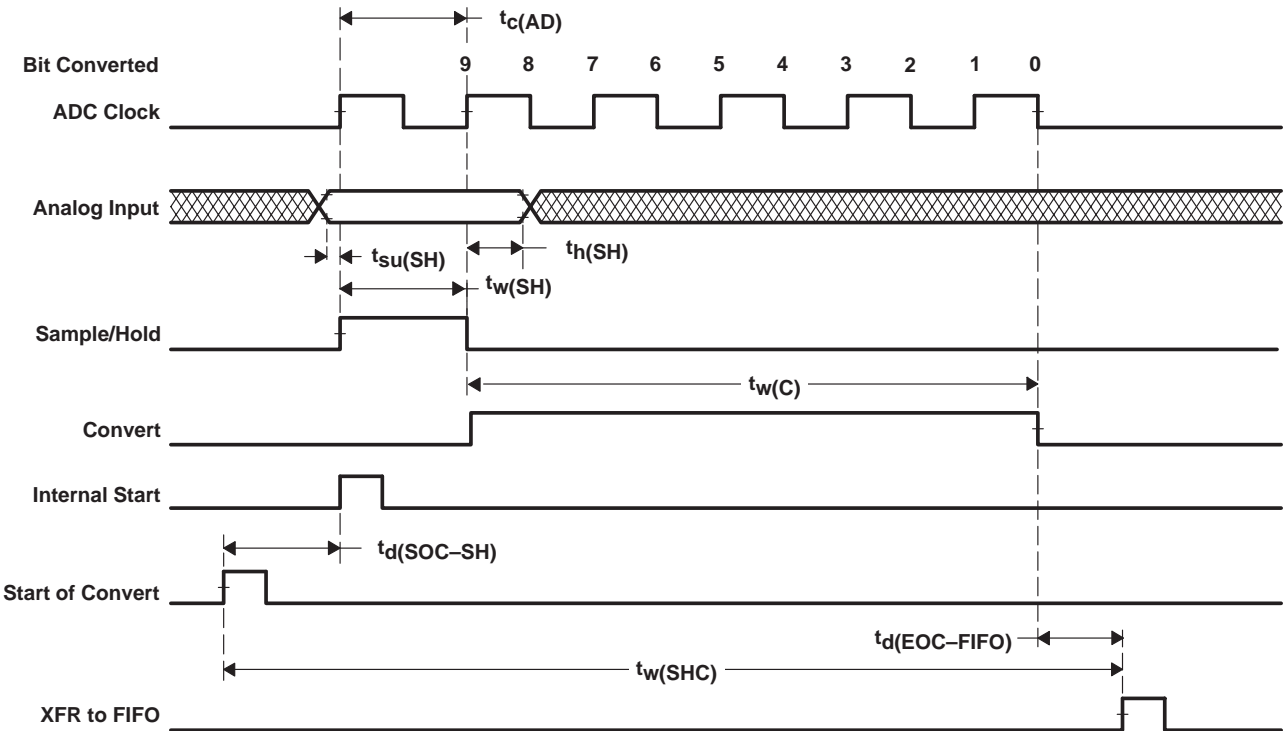 tc(AD)
Bit Converted 9 8 7 6 5 4 3 2 1 0
ADC Clock
Analog Input
tsu(SH)
th(SH)
tw(SH)
Sample/Hold
tw(C)
Convert
Internal Start
td(SOC–SH)
Start of Convert
td(EOC–FIFO)
tw(SHC)
XFR to FIFO